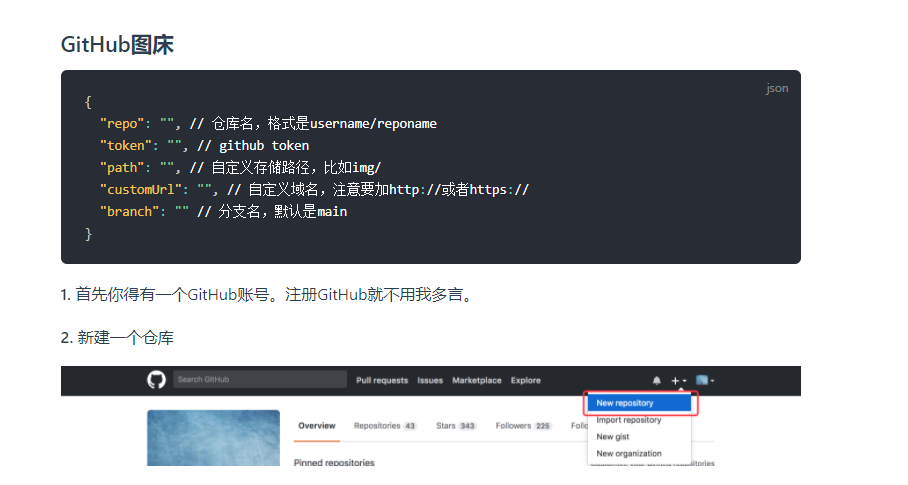 GitHub图床
json
{
"repo": "", // 仓库名，格式是username/reponame
"token": "", // github token
"path": "", // 自定义存储路径，比如img/
"customUrl": "", // 自定义域名，注意要加http://或者https://
"branch": "" // 分支名，默认是main
}
1. 首先你得有一个GitHub账号。注册GitHub就不用我多言。
2. 新建一个仓库
Search GitHub Pull requests Issues Marketplace Explore
New repository
Import repository
New gist
New organization
Overview Repositories 43 Stars 343 Followers 225
Pinned repositories